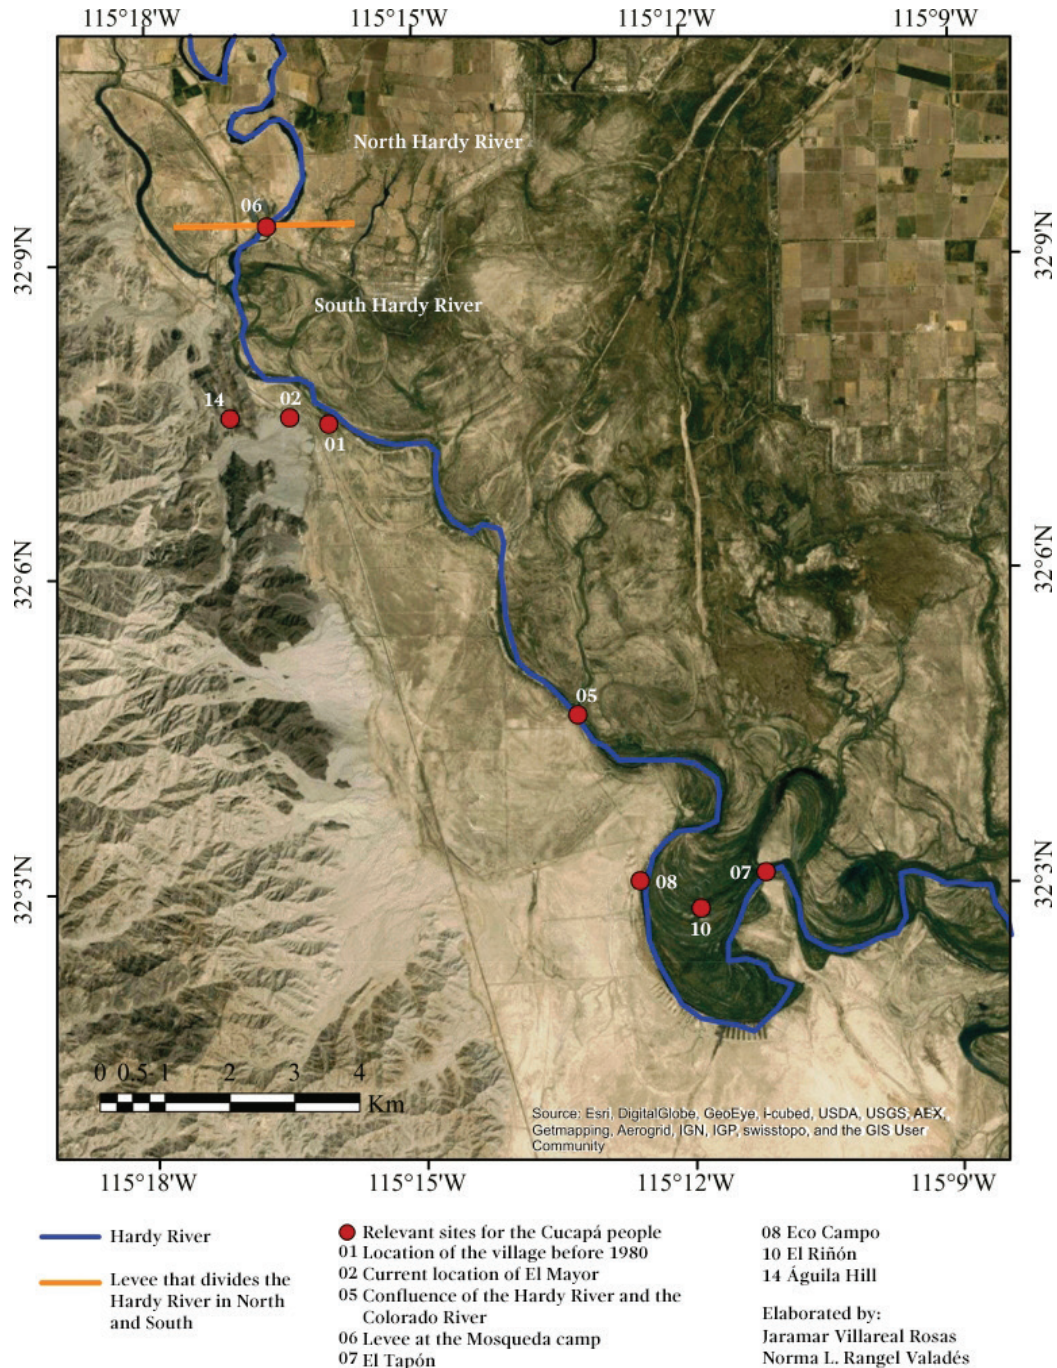 115°18'W 115°15'W 115°12'W 115°9'W
North Hardy River
06
32°9'N 32°9'N
South Hardy River
14 02
01
32°6'N 32°6'N
05
32°3'N 32°3'N
08 07
10
0 0.5 1 2 3 4
Km
Source: Esri, DigitalGlobe, GeoEye, i-cubed, USDA, USGS, AEX,
Getmapping, Aerogrid, IGN, IGP, swisstopo, and the GIS User
Community
115°18'W 115°15'W 115°12'W 115°9'W
Hardy River
Levee that divides the
Hardy River in North
and South
Relevant sites for the Cucapá people
01 Location of the village before 1980
02 Current location of El Mayor
05 Confluence of the Hardy River and the
Colorado River
06 Levee at the Mosqueda camp
07 El Tapón
08 Eco Campo
10 El Riñón
14 Águila Hill
Elaborated by:
Jaramar Villareal Rosas
Norma L. Rangel Valadés